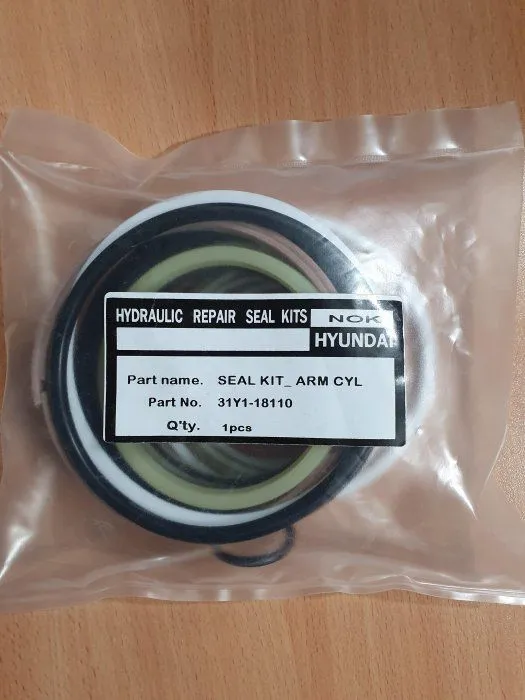 HYDRAULIC REPAIR SEAL KITS NOK
HYUNDAI
Part name. SEAL KIT_ ARM CYL
Part No. 31Y1-18110
Q'ty. 1pcs